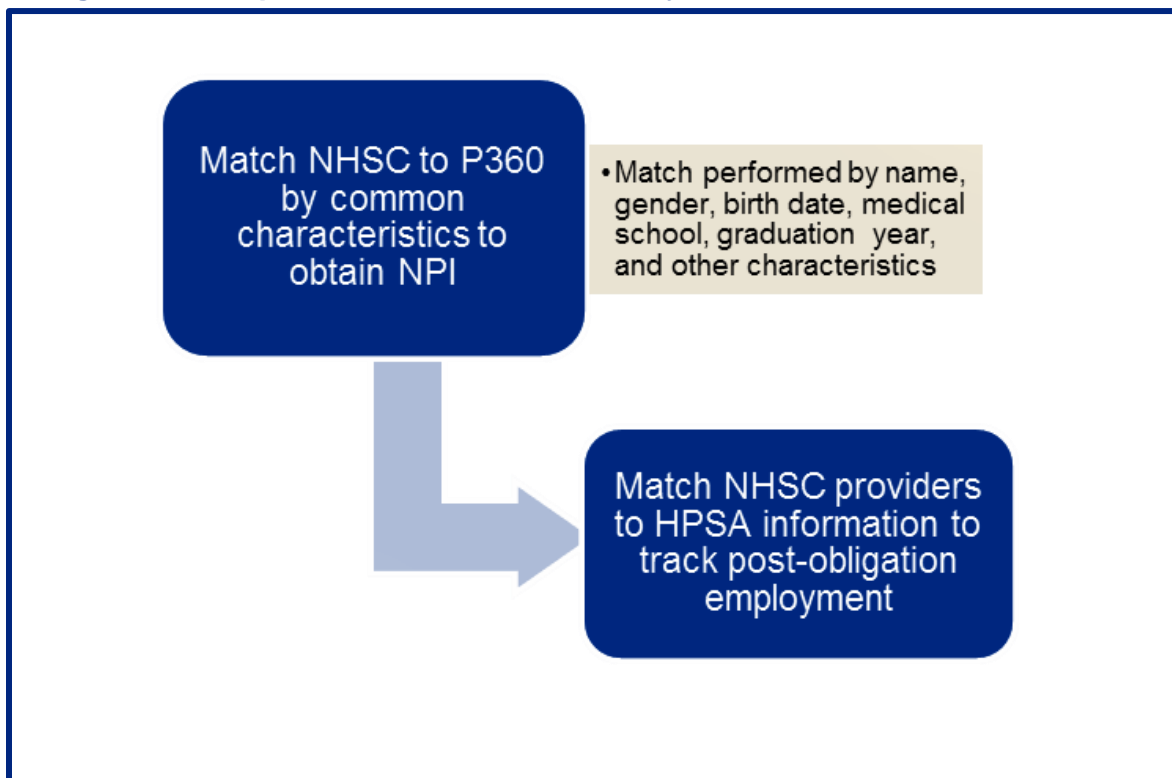 Match NHSC to P360
by common
characteristics to
obtain NPI
•Match performed by name,
gender, birth date, medical
school, graduation year,
and other characteristics
Match NHSC providers
to HPSA information to
track post-obligation
employment